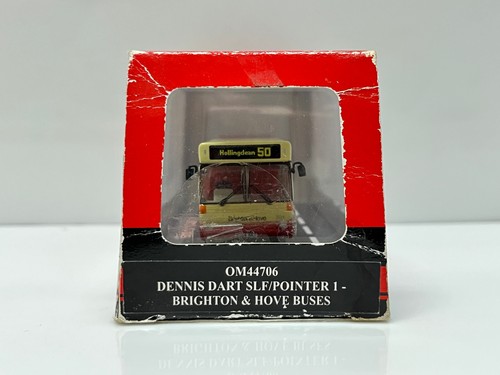 Hollingdean 50
OM44706
DENNIS DART SLF/POINTER 1 -
BRIGHTON & HOVE BUSES